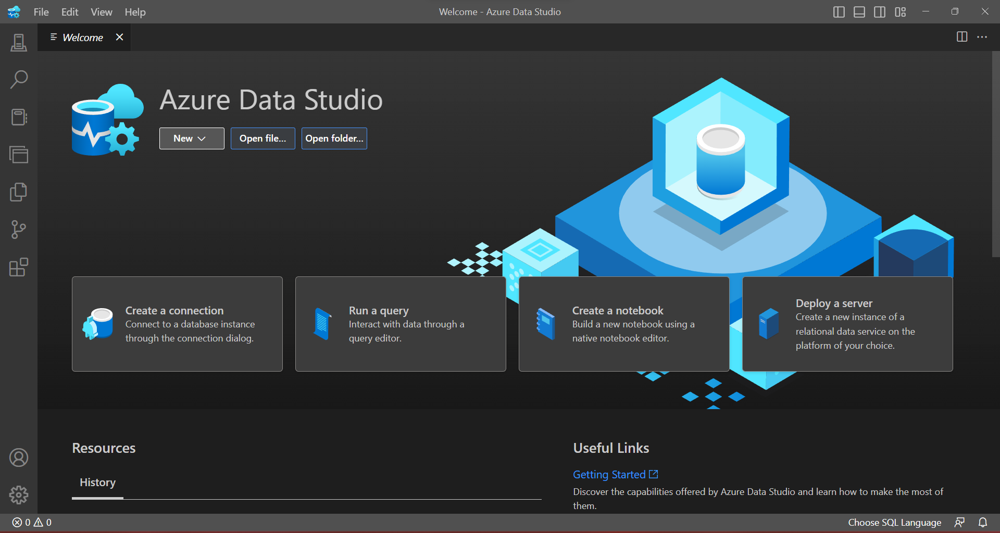 File Edit View Help
Welcome - Azure Data Studio
Welcome
Azure Data Studio
New
Open file...
Open folder...
Create a connection
Connect to a database instance
through the connection dialog.
Run a query
Interact with data through a
query editor.
Create a notebook
Build a new notebook using a
native notebook editor.
Deploy a server
Create a new instance of a
relational data service on the
platform of your choice.
Resources
History
Useful Links
Getting Started
Discover the capabilities offered by Azure Data Studio and learn how to make the most of
them.
0 0
Choose SQL Language